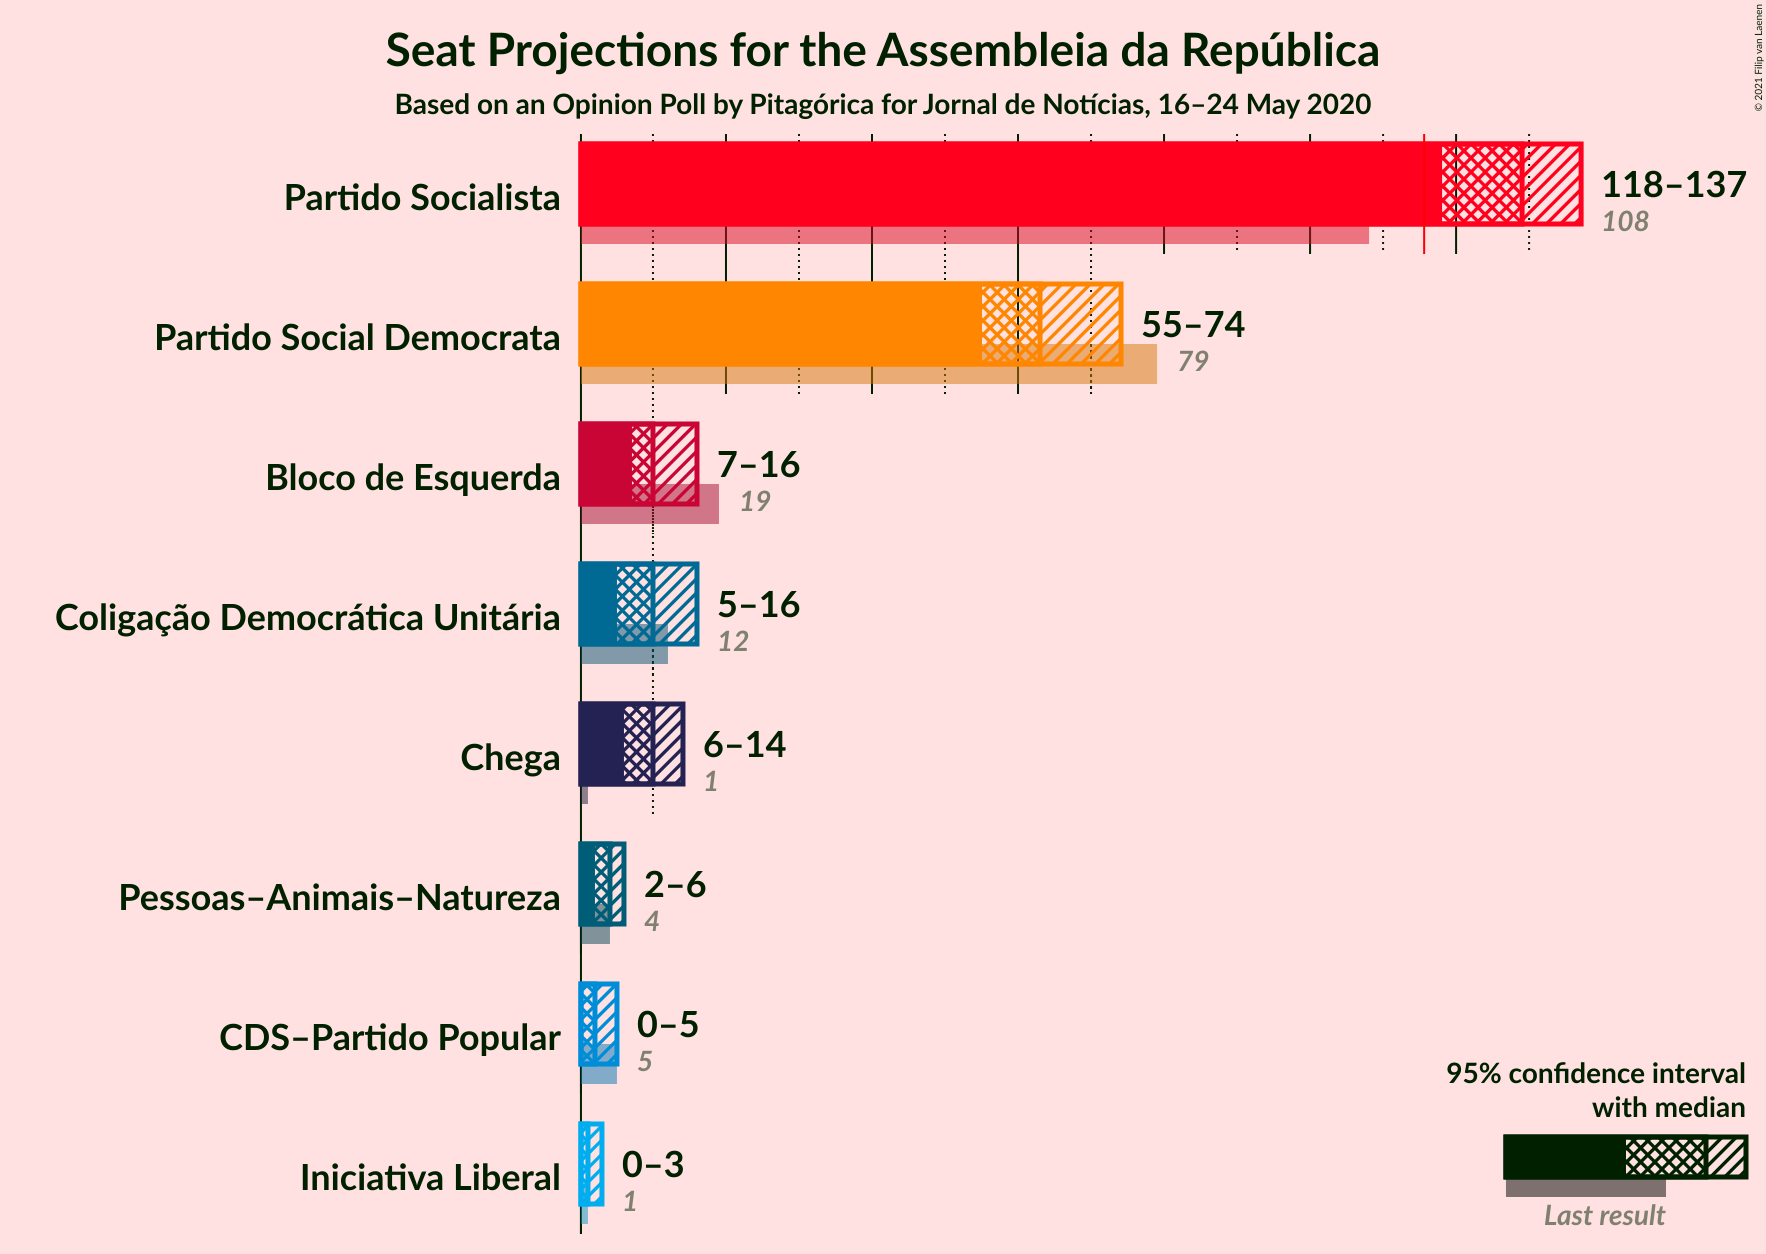 Seat Projections for the Assembleia da República
Based on an Opinion Poll by Pitagórica for Jornal de Notícias, 16–24 May 2020
© 2021 Filip van Laenen
Partido Socialista
118–137
108
Partido Social Democrata
55–74
79
Bloco de Esquerda
7–16
19
Coligação Democrática Unitária
5–16
12
Chega
6–14
1
Pessoas–Animais–Natureza
2–6
4
CDS–Partido Popular
0–5
5
Iniciativa Liberal
0–3
1
95% confidence interval
with median
Last result